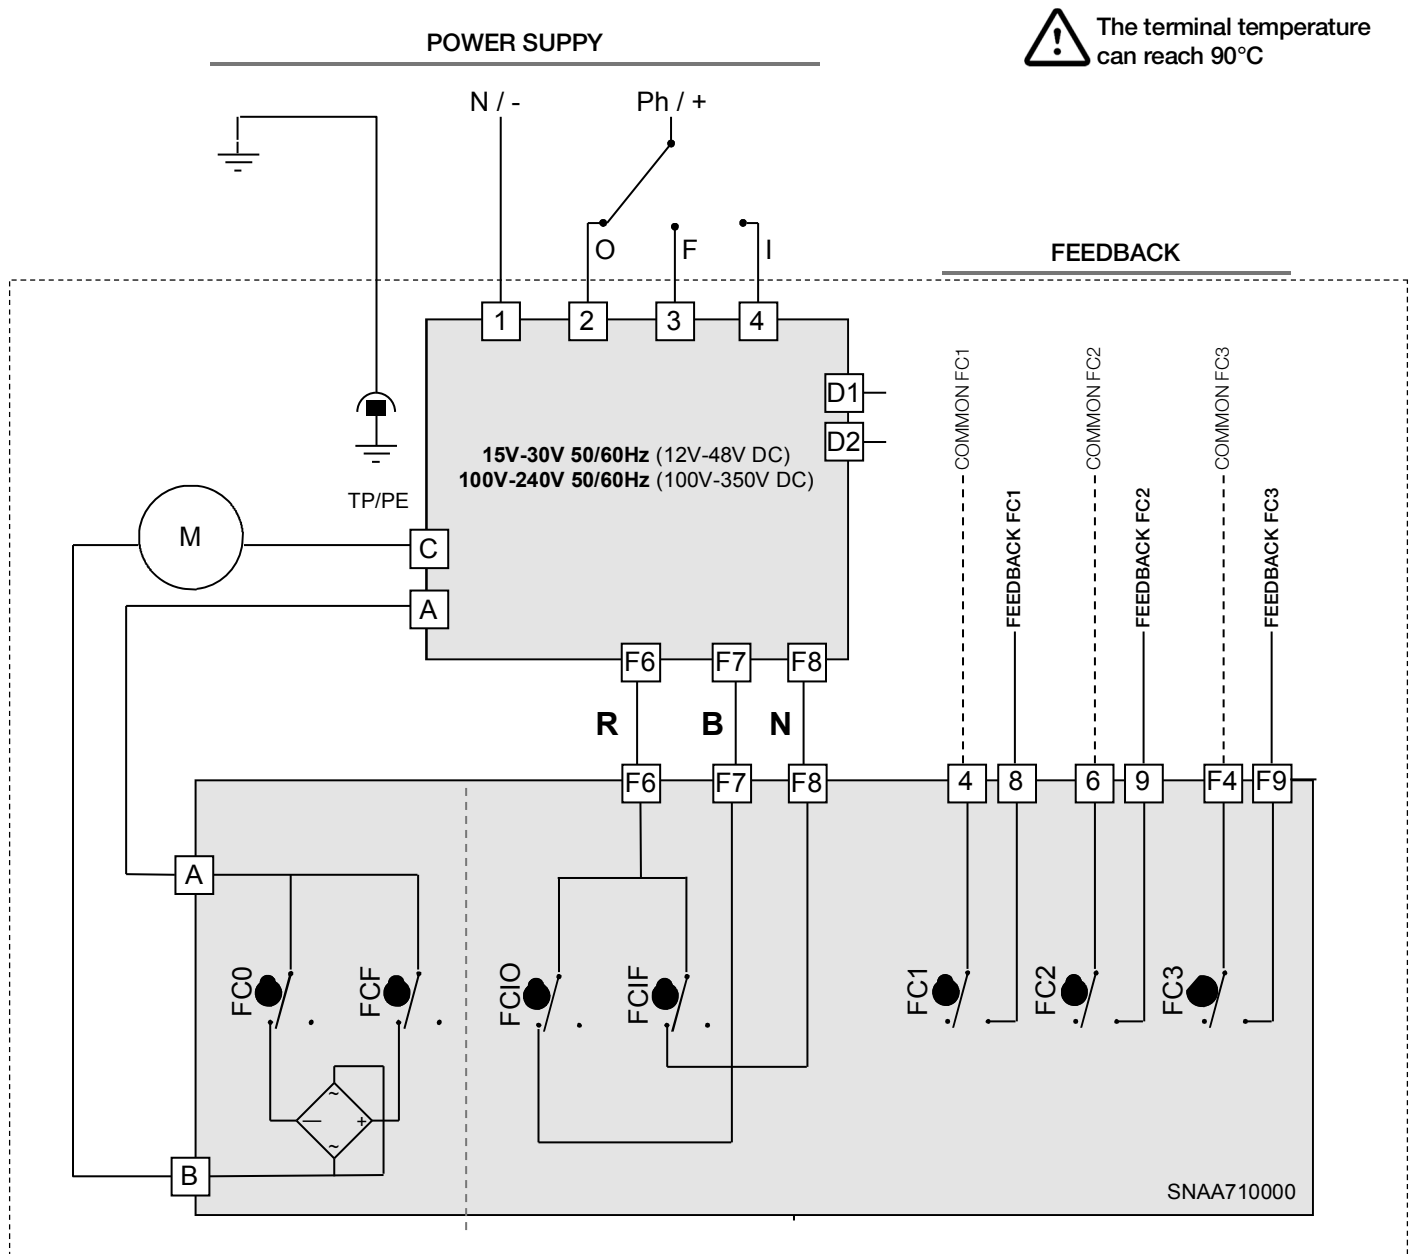 POWER SUPPY
! The terminal temperature
can reach 90°C
N / -
Ph / +
O
F
I
FEEDBACK
1
2
3
4
D1
D2
15V-30V 50/60Hz (12V-48V DC)
100V-240V 50/60Hz (100V-350V DC)
TP/PE
M
C
A
COMMON FC1
FEEDBACK FC1
COMMON FC2
FEEDBACK FC2
COMMON FC3
FEEDBACK FC3
F6
F7
F8
R
B
N
F6
F7
F8
4
8
6
9
F4
F9
A
FC0
FCF
FCIO
FCIF
FC1
FC2
FC3
~
—
+
~
B
SNAA710000